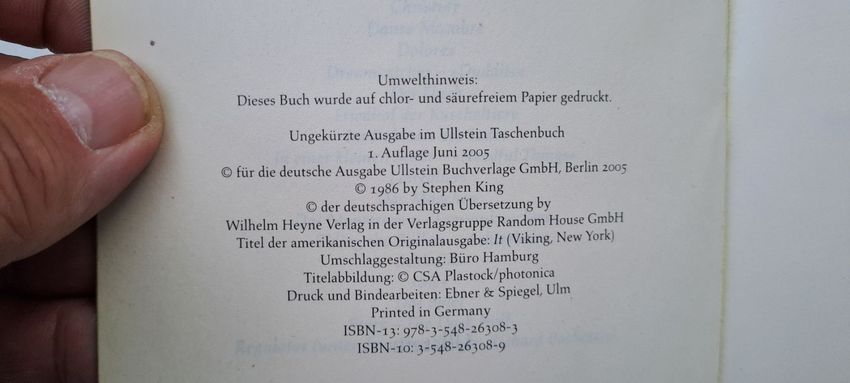 Christine
Danse Macabre
Dolores
Umwelthinweis:
Dieses Buch wurde auf chlor- und säurefreiem Papier gedruckt.
Ungekürzte Ausgabe im Ullstein Taschenbuch
1. Auflage Juni 2005
© für die deutsche Ausgabe Ullstein Buchverlage GmbH, Berlin 2005
© 1986 by Stephen King
© der deutschsprachigen Übersetzung by
Wilhelm Heyne Verlag in der Verlagsgruppe Random House GmbH
Titel der amerikanischen Originalausgabe: It (Viking, New York)
Umschlaggestaltung: Büro Hamburg
Titelabbildung: © CSA Plastock/photonica
Druck und Bindearbeiten: Ebner & Spiegel, Ulm
Printed in Germany
ISBN-13: 978-3-548-26308-3
ISBN-10: 3-548-26308-9